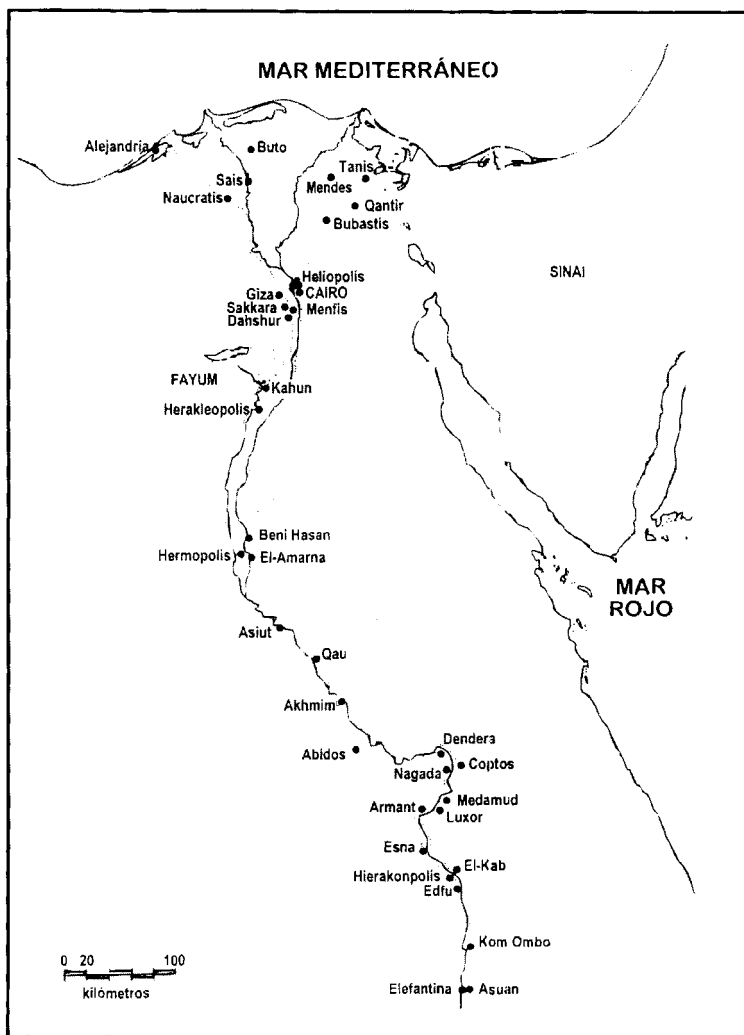 MAR MEDITERRÁNEO
Alejandría
Buto
Tanis
Sais
Mendes
Naucratis
Qantir
Bubastis
SINAI
Heliopolis
Giza
CAIRO
Sakkara
Menfis
Dahshur
FAYUM
Kahun
Herakleopolis
Beni Hasan
Hermopolis
El-Amarna
MAR
ROJO
Asiut
Qau
Akhmim
Dendera
Abidos
Coptos
Nagada
Medamud
Armant
Luxor
Esna
El-Kab
Hierakonpolis
Edfu
Kom Ombo
0 20 100
kilómetros
Elefantina
Asuan